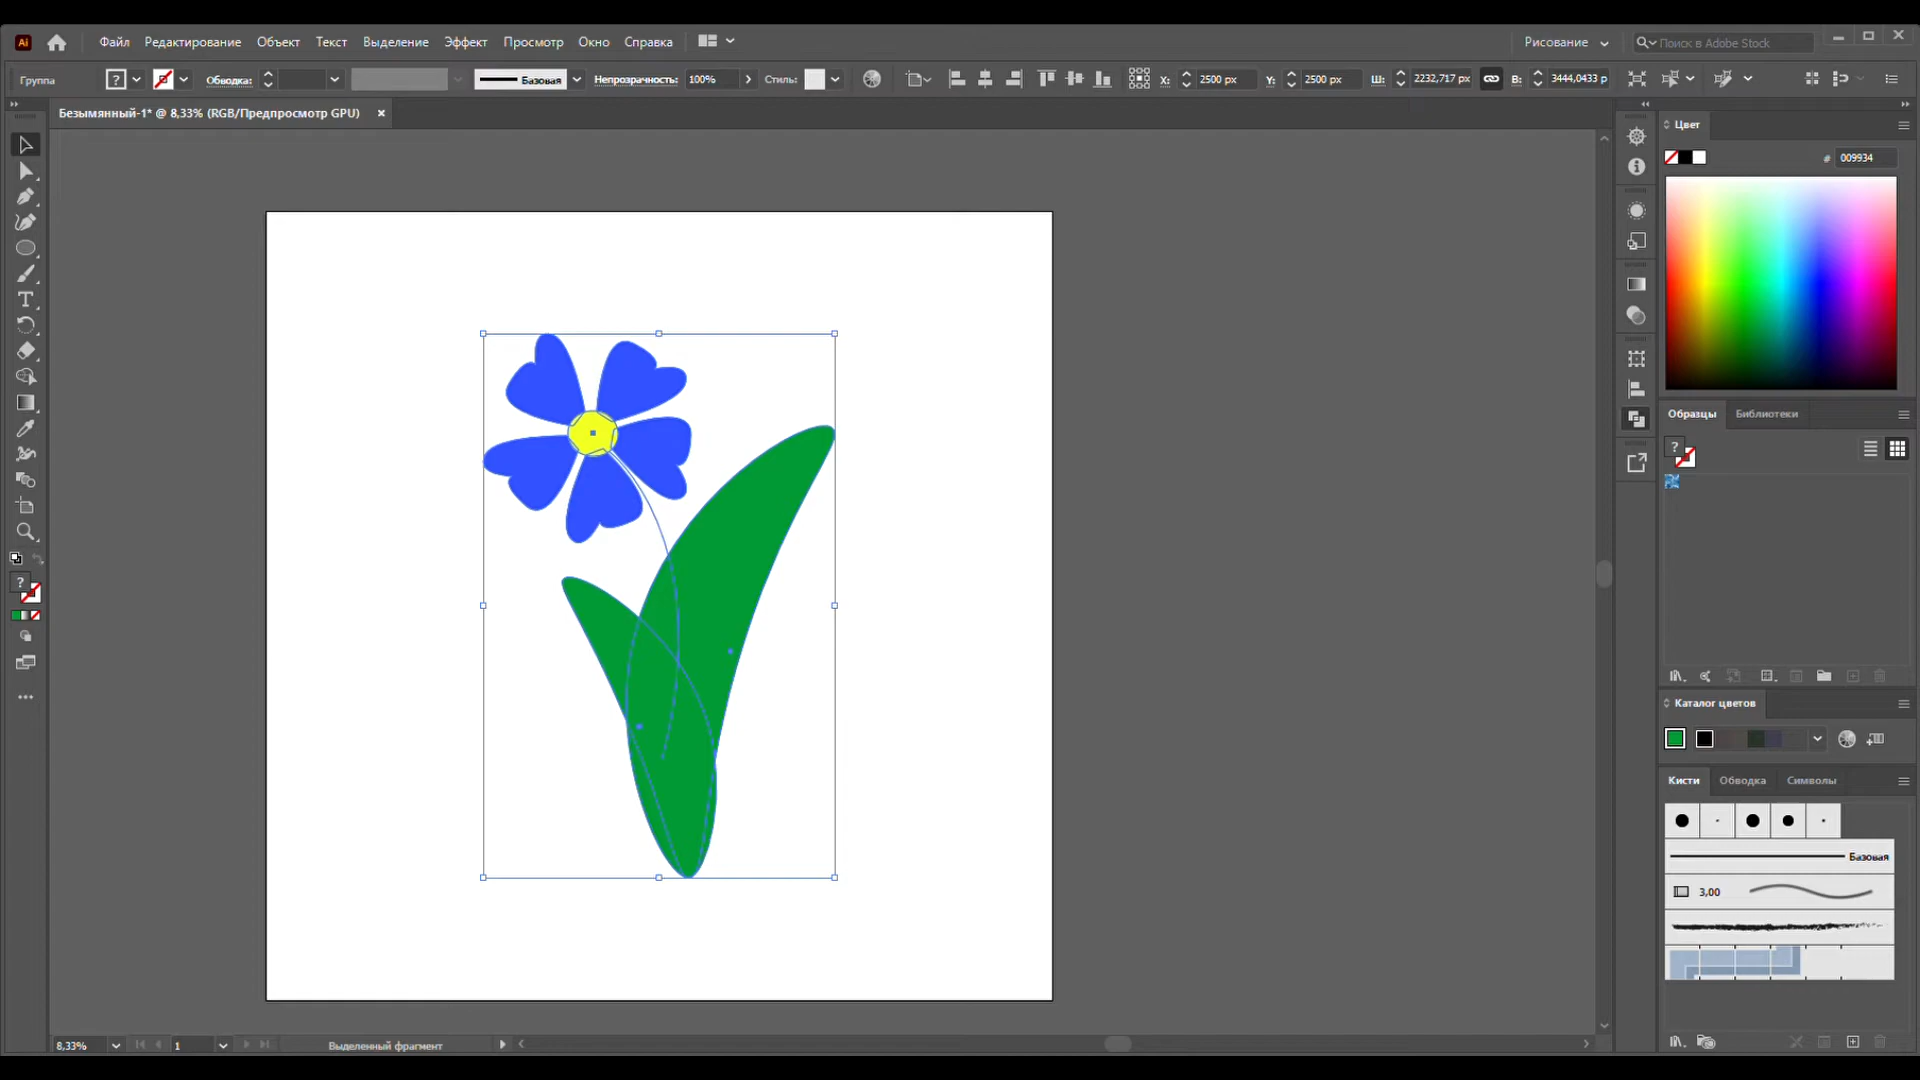 Ai
Файл Редактирование Объект Текст Выделение Эффект Просмотр Окно Справка
Рисование
Поиск в Adobe Stock
Группа
?
Обводка:
Базовая
Непрозрачность: 100%
Стиль:
X: 2500 px
Y: 2500 px
Ш: 2232,717 px
В: 3444,0433 p
Безымянный-1* @ 8,33% (RGB/Предпросмотр GPU)
Цвет
# 009934
Образцы Библиотеки
?
T
?
Каталог цветов
Кисти Обводка Символы
Базовая
3,00
8,33%
1
Выделенный фрагмент